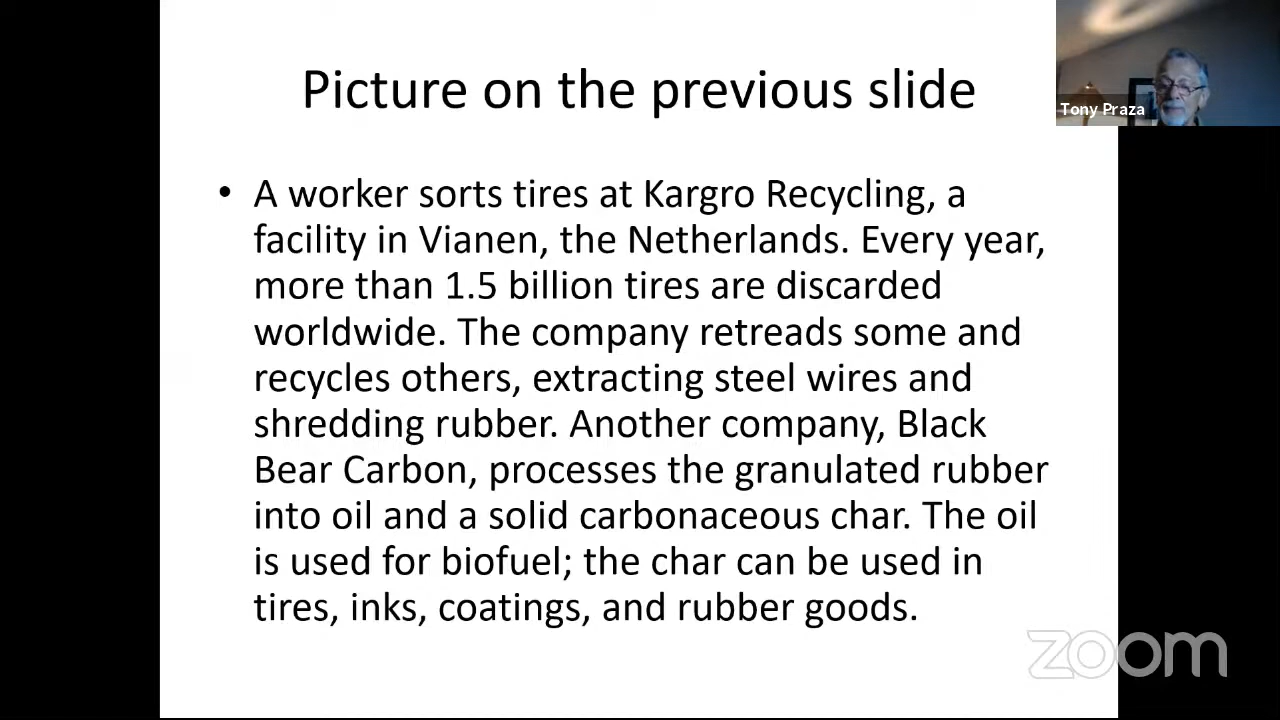 Picture on the previous slide
Tony Praza
• A worker sorts tires at Kargro Recycling, a
facility in Vianen, the Netherlands. Every year,
more than 1.5 billion tires are discarded
worldwide. The company retreads some and
recycles others, extracting steel wires and
shredding rubber. Another company, Black
Bear Carbon, processes the granulated rubber
into oil and a solid carbonaceous char. The oil
is used for biofuel; the char can be used in
tires, inks, coatings, and rubber goods.
zoom